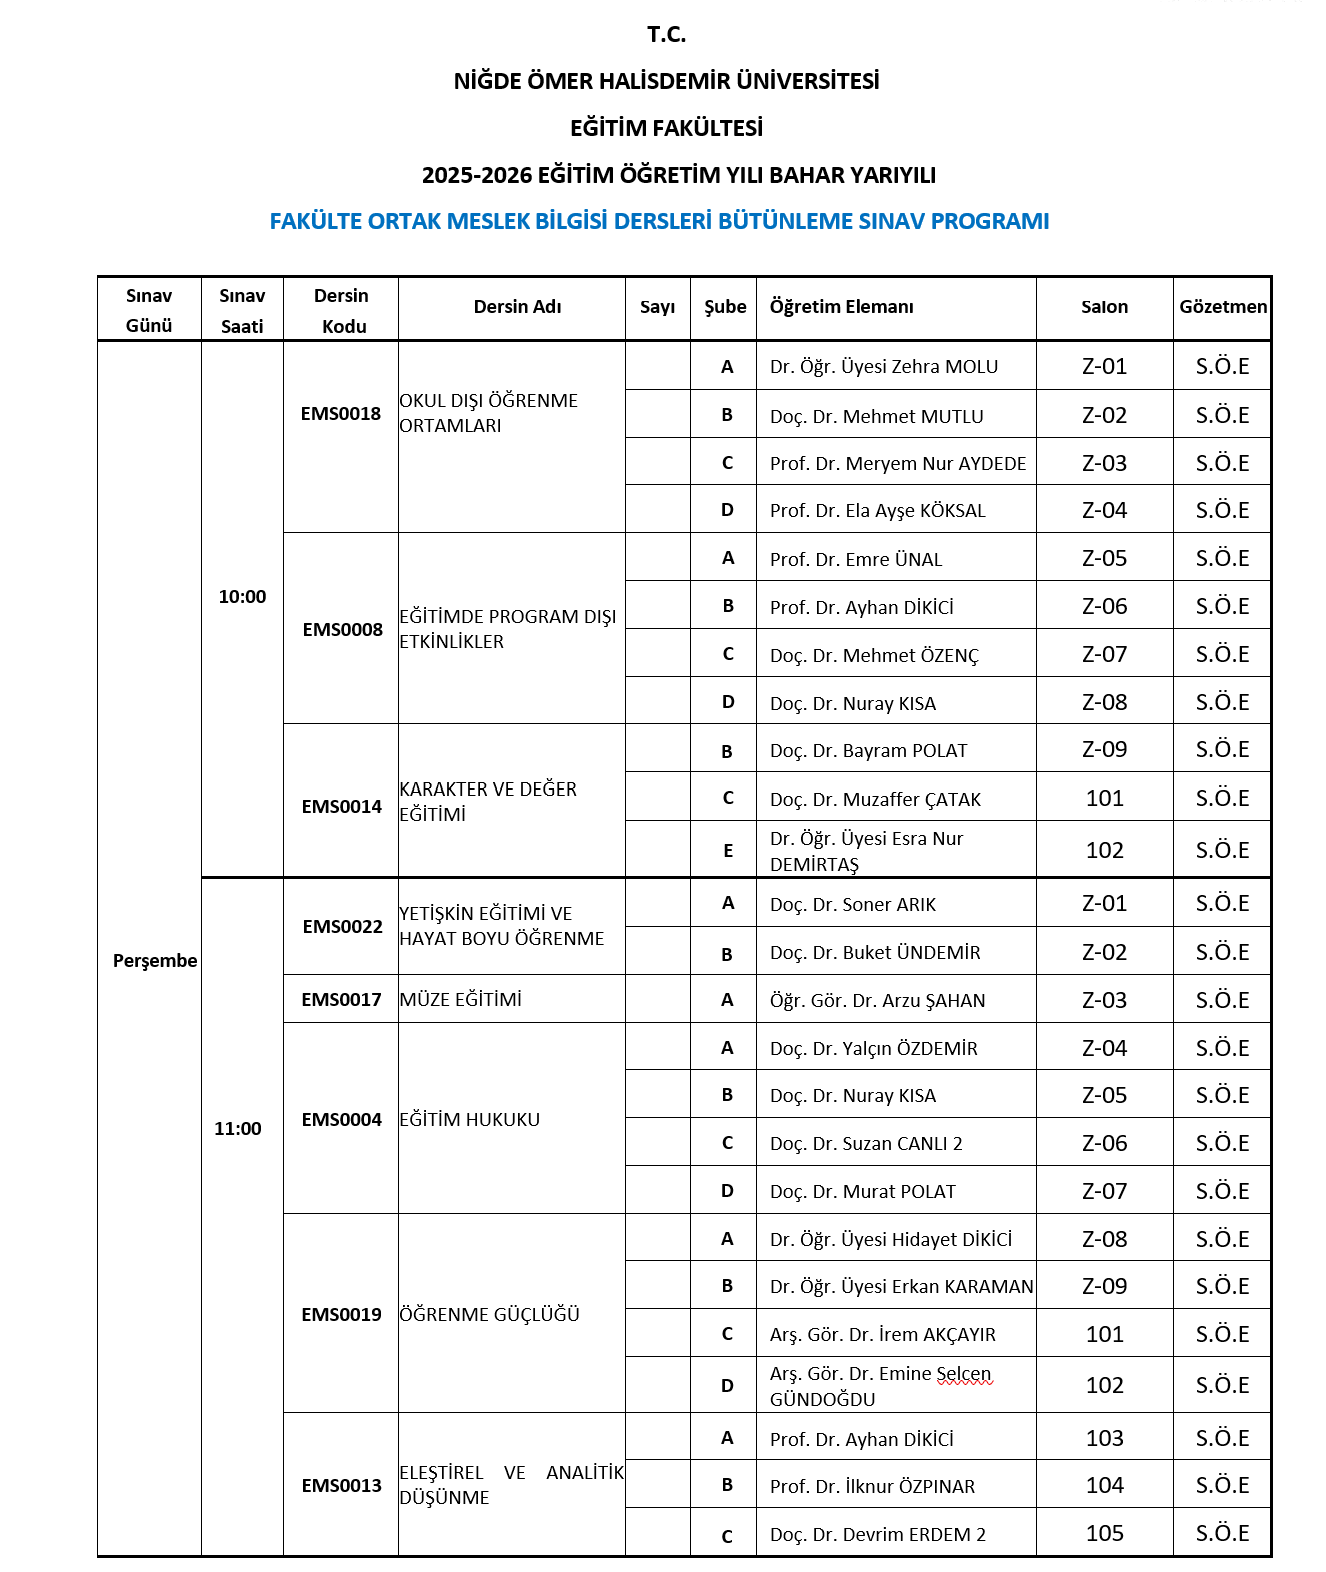 T.C.
NİĞDE ÖMER HALİSDEMİR ÜNİVERSİTESİ
EĞİTİM FAKÜLTESİ
2025-2026 EĞİTİM ÖĞRETİM YILI BAHAR YARIYILI
FAKÜLTE ORTAK MESLEK BİLGİSİ DERSLERİ BÜTÜNLEME SINAV PROGRAMI
Sınav Günü Sınav Saati Dersin Kodu Dersin Adı Sayı Şube Öğretim Elemanı Salon Gözetmen
Perşembe
10:00
EMS0018 OKUL DIŞI ÖĞRENME
ORTAMLARI
A Dr. Öğr. Üyesi Zehra MOLU Z-01 S.Ö.E
B Doç. Dr. Mehmet MUTLU Z-02 S.Ö.E
C Prof. Dr. Meryem Nur AYDEDE Z-03 S.Ö.E
D Prof. Dr. Ela Ayşe KÖKSAL Z-04 S.Ö.E
EMS0008 EĞİTİMDE PROGRAM DIŞI
ETKİNLİKLER
A Prof. Dr. Emre ÜNAL Z-05 S.Ö.E
B Prof. Dr. Ayhan DİKİCİ Z-06 S.Ö.E
C Doç. Dr. Mehmet ÖZENÇ Z-07 S.Ö.E
D Doç. Dr. Nuray KISA Z-08 S.Ö.E
EMS0014 KARAKTER VE DEĞER
EĞİTİMİ
B Doç. Dr. Bayram POLAT Z-09 S.Ö.E
C Doç. Dr. Muzaffer ÇATAK 101 S.Ö.E
E Dr. Öğr. Üyesi Esra Nur
DEMİRTAŞ 102 S.Ö.E
11:00
EMS0022 YETİŞKİN EĞİTİMİ VE
HAYAT BOYU ÖĞRENME
A Doç. Dr. Soner ARIK Z-01 S.Ö.E
B Doç. Dr. Buket ÜNDEMİR Z-02 S.Ö.E
EMS0017 MÜZE EĞİTİMİ A Öğr. Gör. Dr. Arzu ŞAHAN Z-03 S.Ö.E
EMS0004 EĞİTİM HUKUKU
A Doç. Dr. Yalçın ÖZDEMİR Z-04 S.Ö.E
B Doç. Dr. Nuray KISA Z-05 S.Ö.E
C Doç. Dr. Suzan CANLI 2 Z-06 S.Ö.E
D Doç. Dr. Murat POLAT Z-07 S.Ö.E
EMS0019 ÖĞRENME GÜÇLÜĞÜ
A Dr. Öğr. Üyesi Hidayet DİKİCİ Z-08 S.Ö.E
B Dr. Öğr. Üyesi Erkan KARAMAN Z-09 S.Ö.E
C Arş. Gör. Dr. İrem AKÇAYIR 101 S.Ö.E
D Arş. Gör. Dr. Emine Selcen
GÜNDOĞDU 102 S.Ö.E
EMS0013 ELEŞTİREL VE ANALİTİK
DÜŞÜNME
A Prof. Dr. Ayhan DİKİCİ 103 S.Ö.E
B Prof. Dr. İlknur ÖZPINAR 104 S.Ö.E
C Doç. Dr. Devrim ERDEM 2 105 S.Ö.E